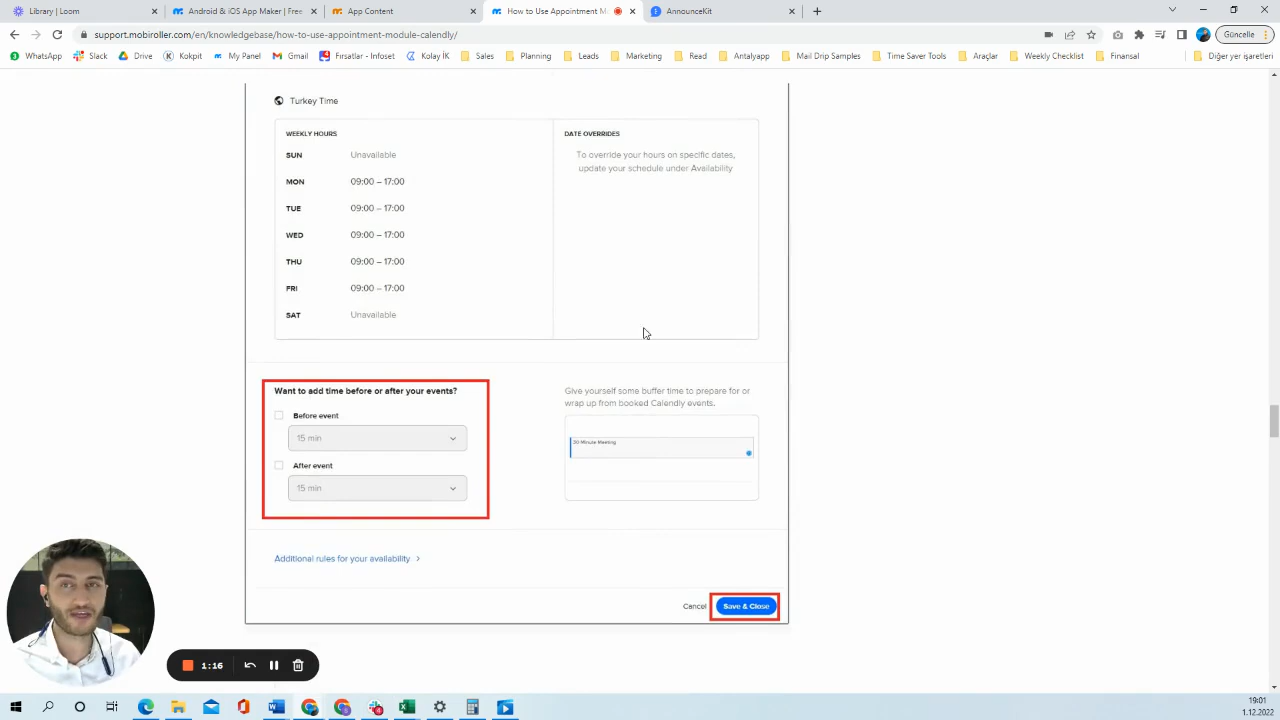 Library | Loom
Android & iOS App Maker | Free
App Content
How to Use Appointment Mo
AnnounceKit
support.mobiroller.com/en/knowledgebase/how-to-use-appointment-module-calendly/
Güncelle
WhatsApp
Slack
Drive
Kokpit
My Panel
Gmail
Fırsatlar - Infoset
Kolay İK
Sales
Planning
Leads
Marketing
Read
Antalyapp
Mail Drip Samples
Time Saver Tools
Araçlar
Weekly Checklist
Finansal
Diğer yer işaretleri
Turkey Time
WEEKLY HOURS
SUN Unavailable
MON 09:00 – 17:00
TUE 09:00 – 17:00
WED 09:00 – 17:00
THU 09:00 – 17:00
FRI 09:00 – 17:00
SAT Unavailable
DATE OVERRIDES
To override your hours on specific dates,
update your schedule under Availability
Want to add time before or after your events?
Before event
15 min
After event
15 min
Give yourself some buffer time to prepare for or
wrap up from booked Calendly events.
30 Minute Meeting
Additional rules for your availability
Cancel
Save & Close
1:16
19:01
1.12.2022